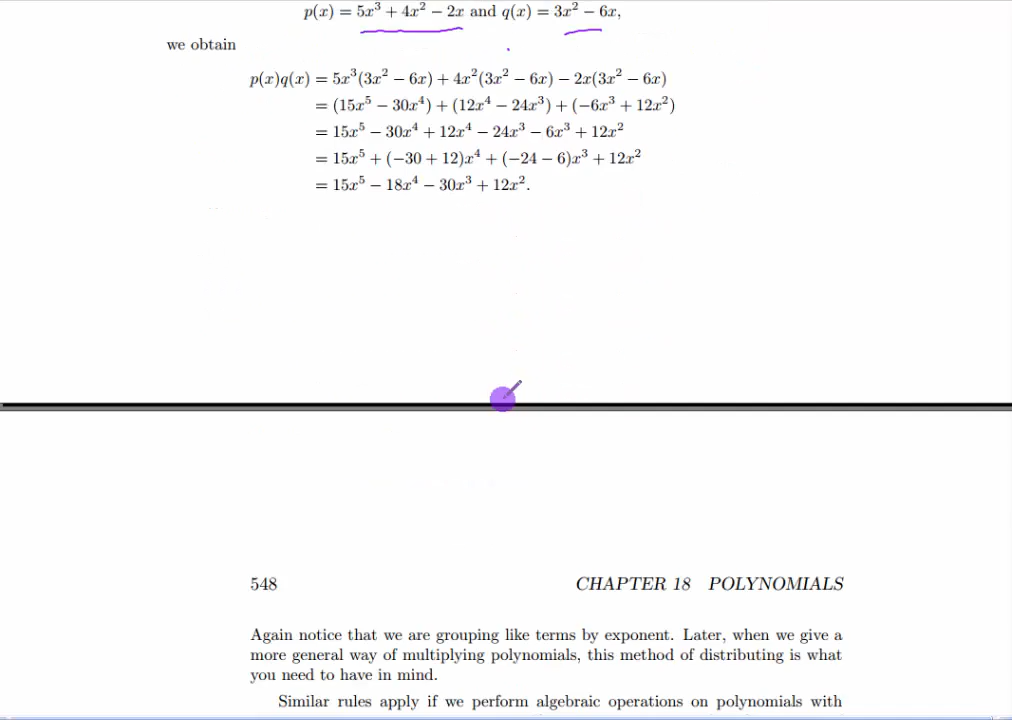 p(x) = 5x³ + 4x² − 2x and q(x) = 3x² − 6x,
we obtain
p(x)q(x) = 5x³(3x² − 6x) + 4x²(3x² − 6x) − 2x(3x² − 6x)
= (15x⁵ − 30x⁴) + (12x⁴ − 24x³) + (−6x³ + 12x²)
= 15x⁵ − 30x⁴ + 12x⁴ − 24x³ − 6x³ + 12x²
= 15x⁵ + (−30 + 12)x⁴ + (−24 − 6)x³ + 12x²
= 15x⁵ − 18x⁴ − 30x³ + 12x².
548 CHAPTER 18 POLYNOMIALS
Again notice that we are grouping like terms by exponent. Later, when we give a
more general way of multiplying polynomials, this method of distributing is what
you need to have in mind.
Similar rules apply if we perform algebraic operations on polynomials with